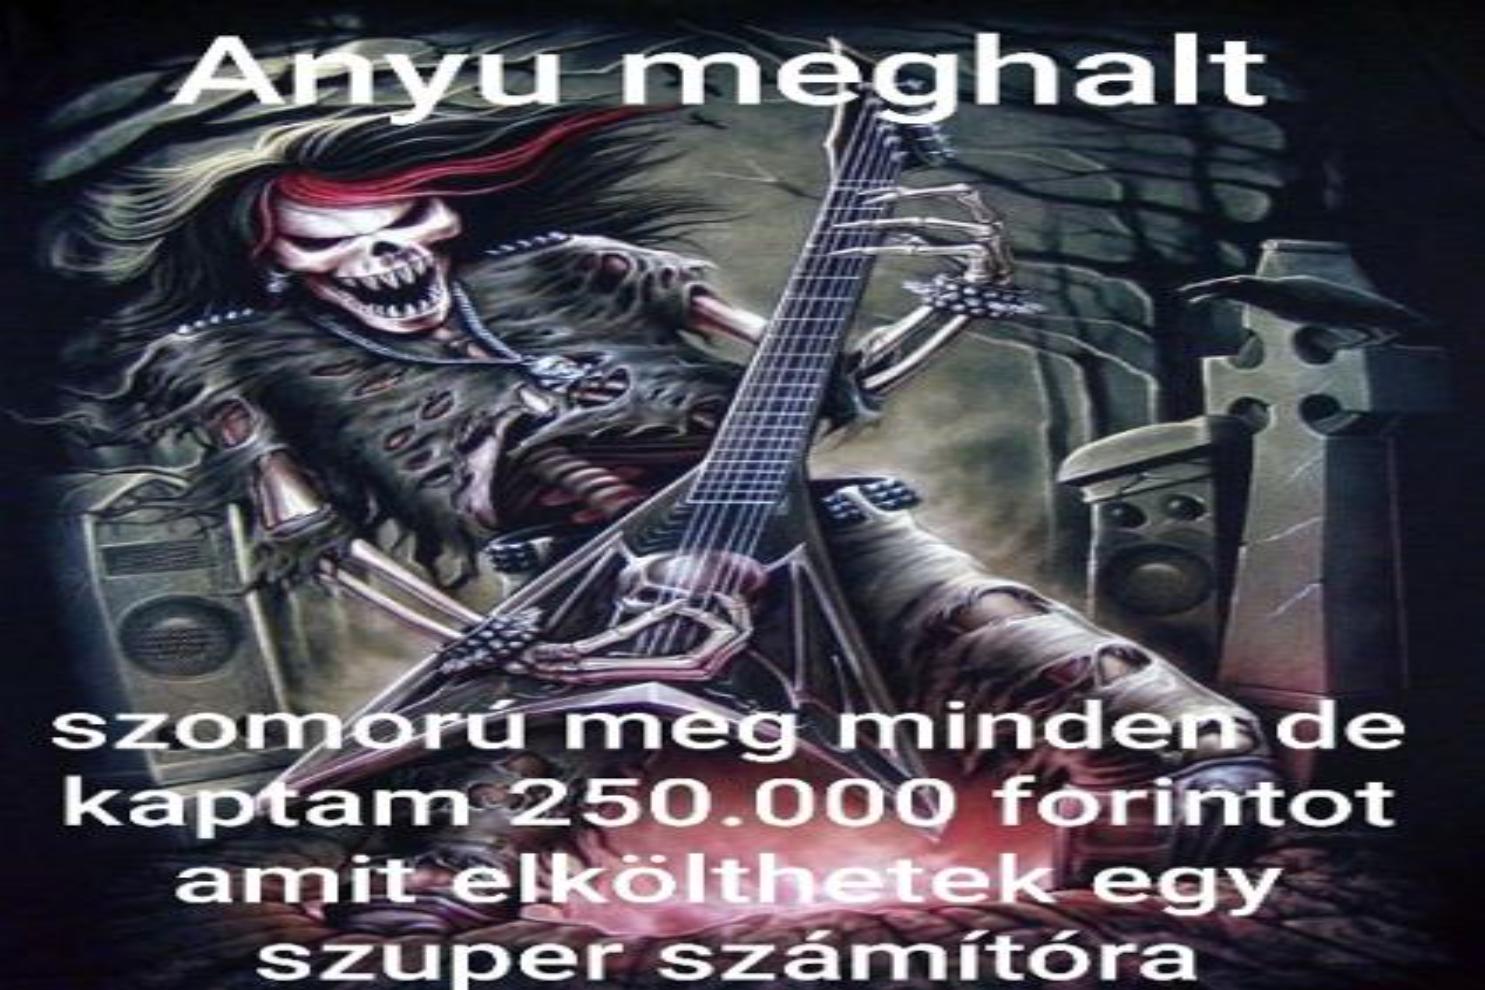 Anyu meghalt
szomorú meg minden de
kaptam 250.000 forintot
amit elkölthetek egy
szuper számítóra